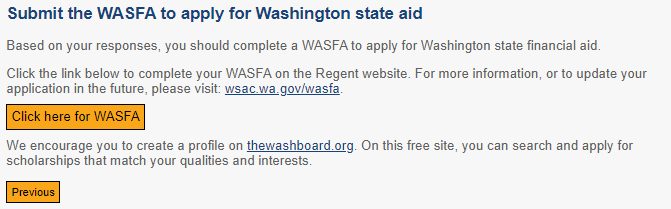 Submit the WASFA to apply for Washington state aid
Based on your responses, you should complete a WASFA to apply for Washington state financial aid.
Click the link below to complete your WASFA on the Regent website. For more information, or to update your
application in the future, please visit: wsac.wa.gov/wasfa.
Click here for WASFA
We encourage you to create a profile on thewashboard.org. On this free site, you can search and apply for
scholarships that match your qualities and interests.
Previous